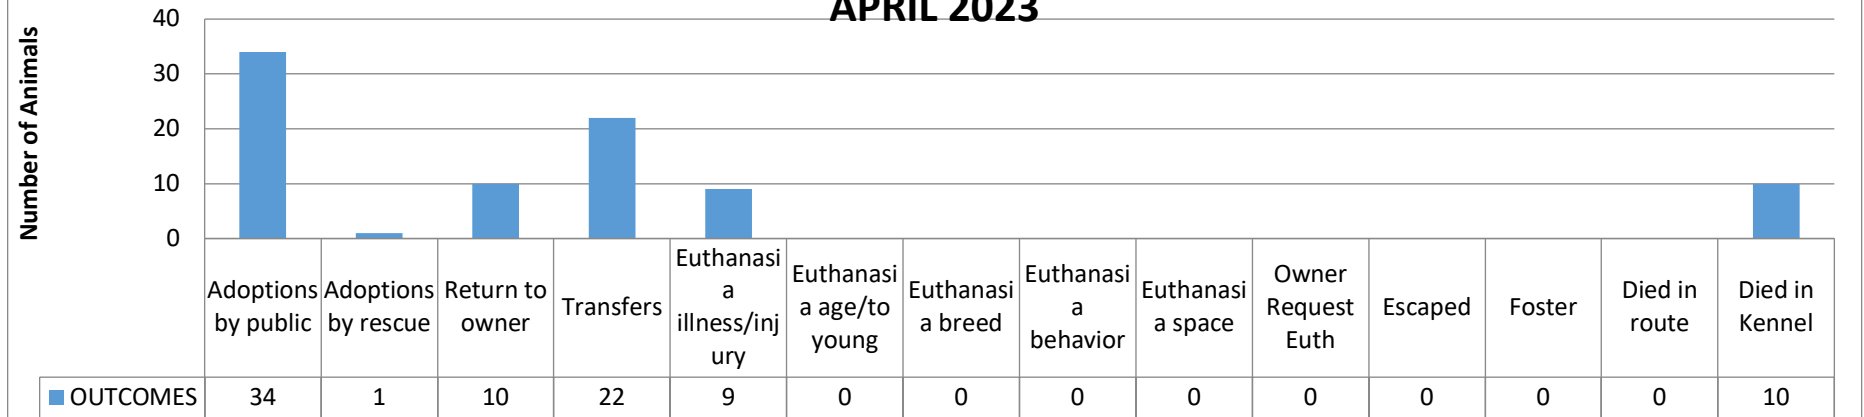 APRIL 2023
Number of Animals
40
30
20
10
0
Adoptions
by public
Adoptions
by rescue
Return to
owner
Transfers
Euthanasi
a
illness/inj
ury
Euthanasi
a age/to
young
Euthanasi
a breed
Euthanasi
a
behavior
Euthanasi
a space
Owner
Request
Euth
Escaped
Foster
Died in
route
Died in
Kennel
OUTCOMES 34 1 10 22 9 0 0 0 0 0 0 0 0 10